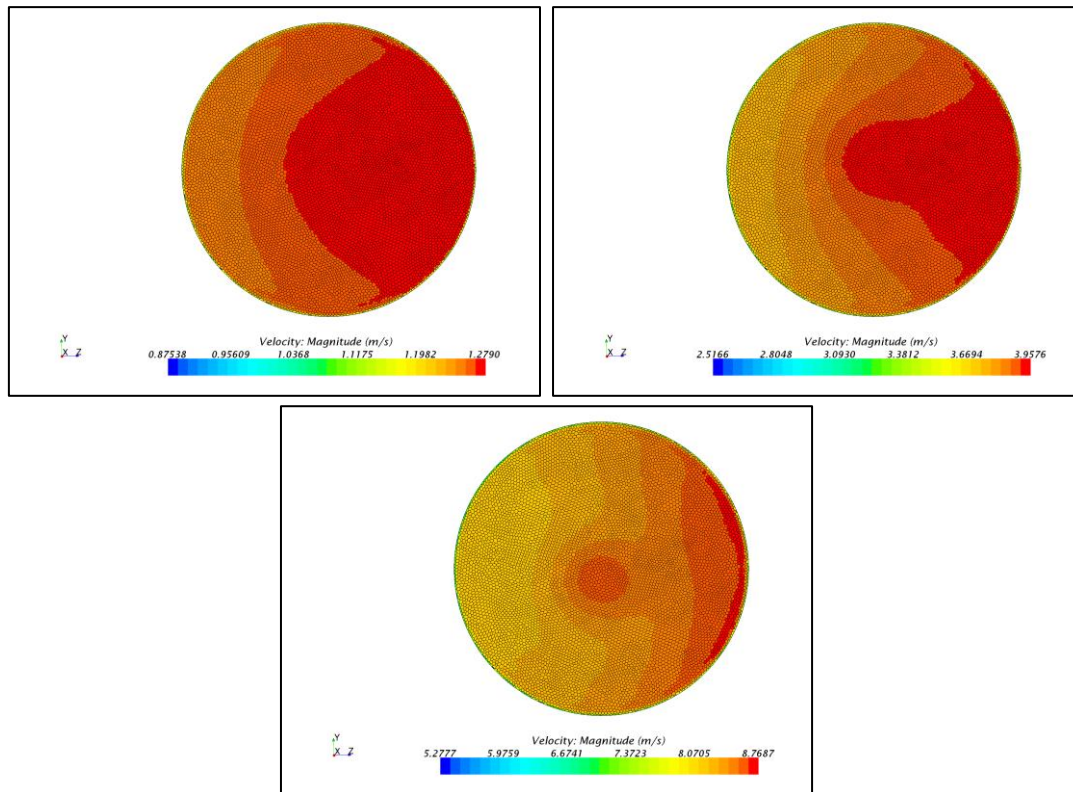 Y
X Z
Velocity: Magnitude (m/s)
0.87538 0.95609 1.0368 1.1175 1.1982 1.2790
Y
X Z
Velocity: Magnitude (m/s)
2.5166 2.8048 3.0930 3.3812 3.6694 3.9576
Y
X Z
Velocity: Magnitude (m/s)
5.2777 5.9759 6.6741 7.3723 8.0705 8.7687